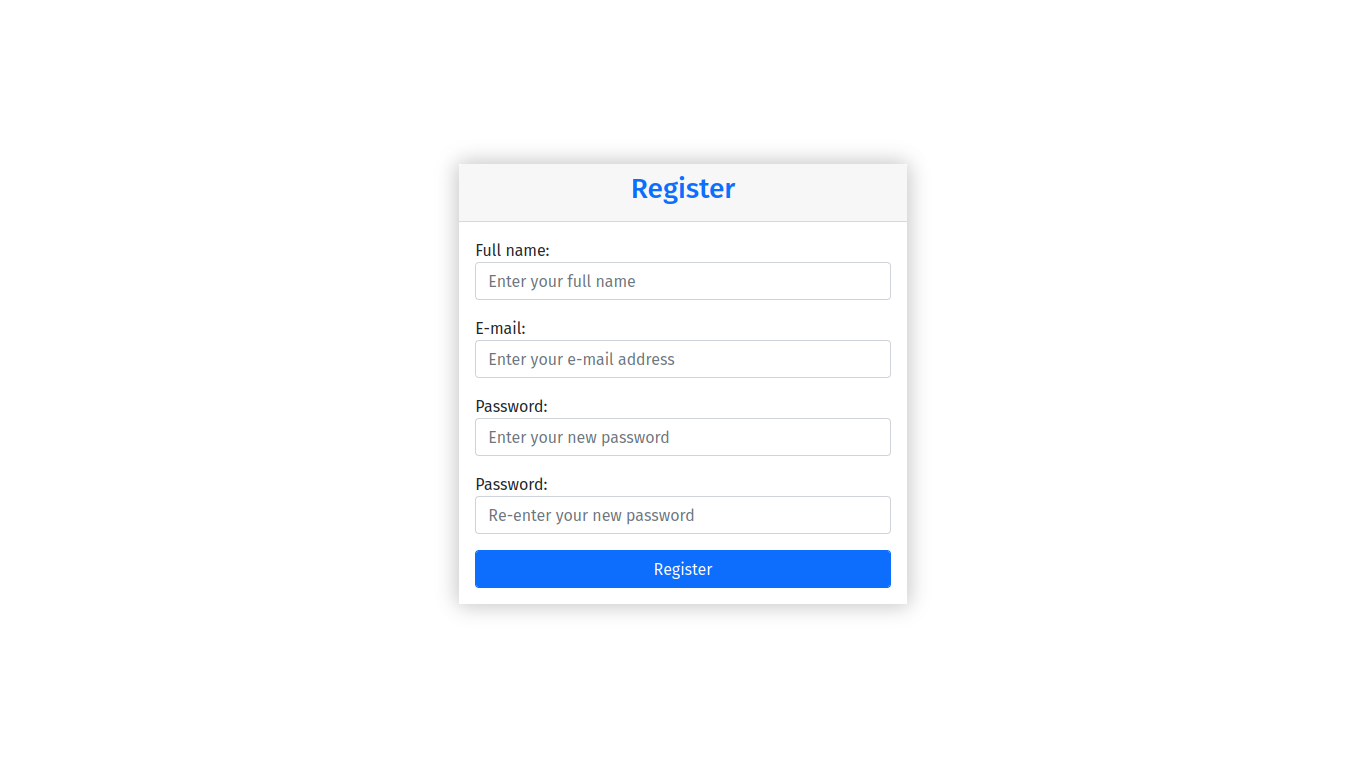 Register
Full name:
Enter your full name
E-mail:
Enter your e-mail address
Password:
Enter your new password
Password:
Re-enter your new password
Register